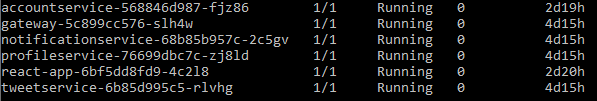 accountservice-568846d987-fjz86 1/1 Running 0 2d19h
gateway-5c899cc576-slh4w 1/1 Running 0 4d15h
notificationservice-68b85b957c-2c5gv 1/1 Running 0 4d15h
profileservice-76699dbc7c-zj8ld 1/1 Running 0 4d15h
react-app-6bf5dd8fd9-4c2l8 1/1 Running 0 2d20h
tweetservice-6b85d995c5-rlvhg 1/1 Running 0 4d15h